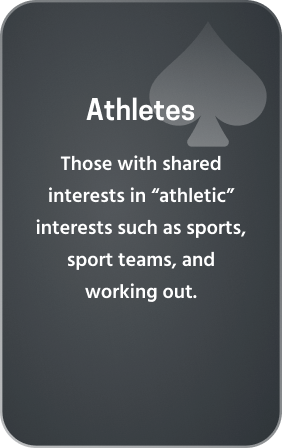 Athletes
Those with shared
interests in “athletic”
interests such as sports,
sport teams, and
working out.